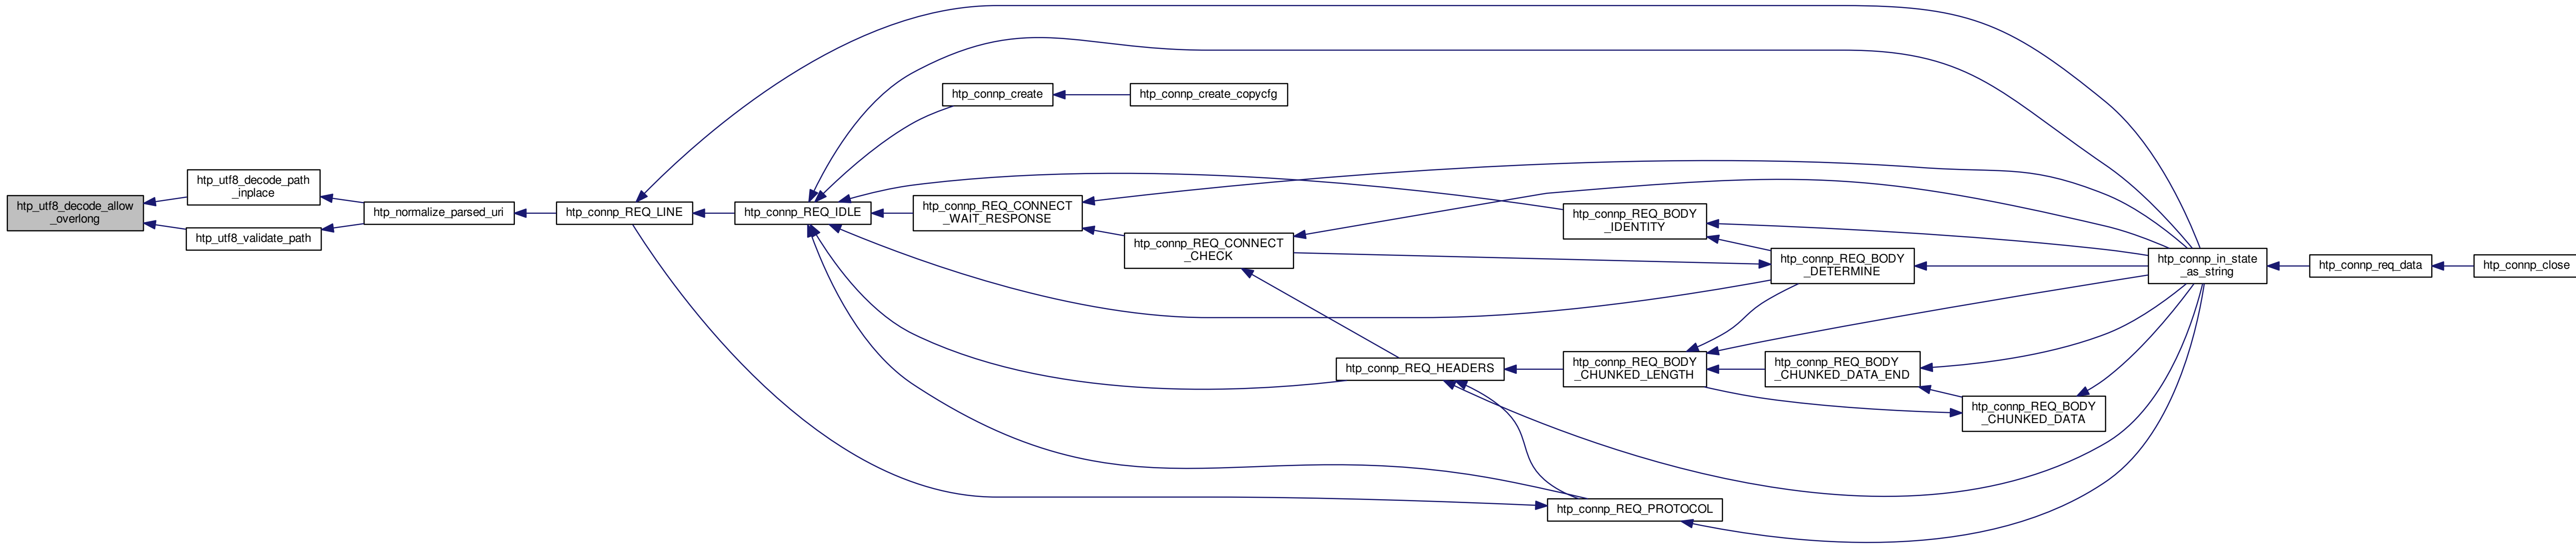 htp_utf8_decode_allow
_overlong
htp_utf8_decode_path
_inplace
htp_utf8_validate_path
htp_normalize_parsed_uri
htp_connp_REQ_LINE
htp_connp_REQ_IDLE
htp_connp_create
htp_connp_create_copycfg
htp_connp_REQ_CONNECT
_WAIT_RESPONSE
htp_connp_REQ_CONNECT
_CHECK
htp_connp_REQ_HEADERS
htp_connp_REQ_BODY
_IDENTITY
htp_connp_REQ_BODY
_DETERMINE
htp_connp_REQ_BODY
_CHUNKED_LENGTH
htp_connp_REQ_BODY
_CHUNKED_DATA_END
htp_connp_REQ_BODY
_CHUNKED_DATA
htp_connp_REQ_PROTOCOL
htp_connp_in_state
_as_string
htp_connp_req_data
htp_connp_close